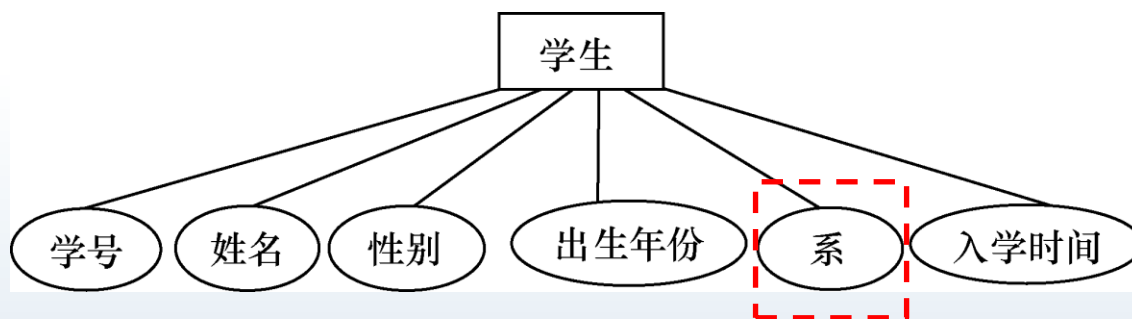 学生
学号 姓名 性别 出生年份 系 入学时间